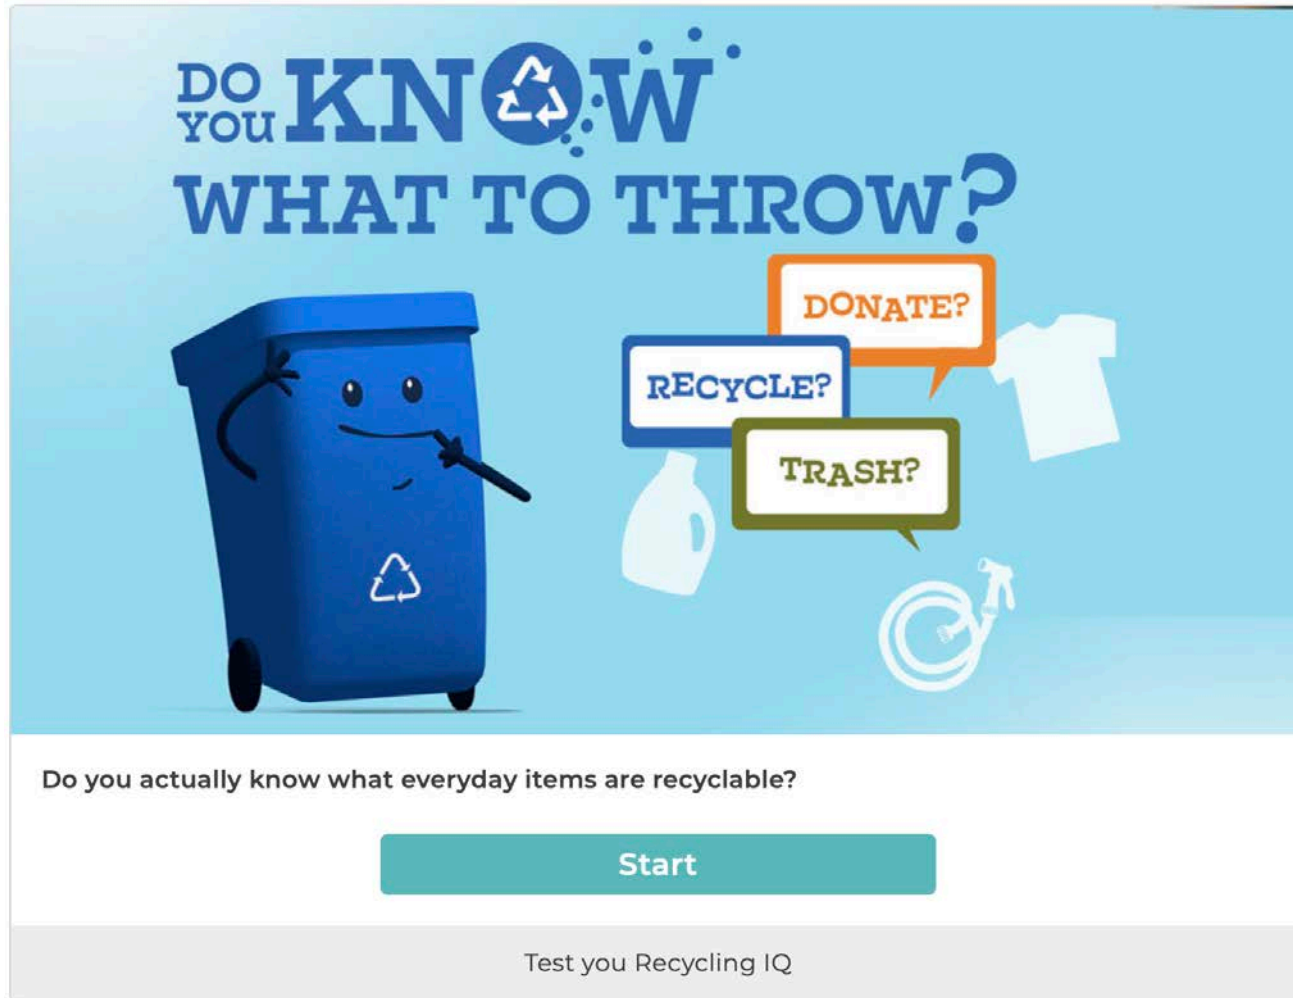 DO YOU KNOW
WHAT TO THROW?
DONATE?
RECYCLE?
TRASH?
Do you actually know what everyday items are recyclable?
Start
Test you Recycling IQ